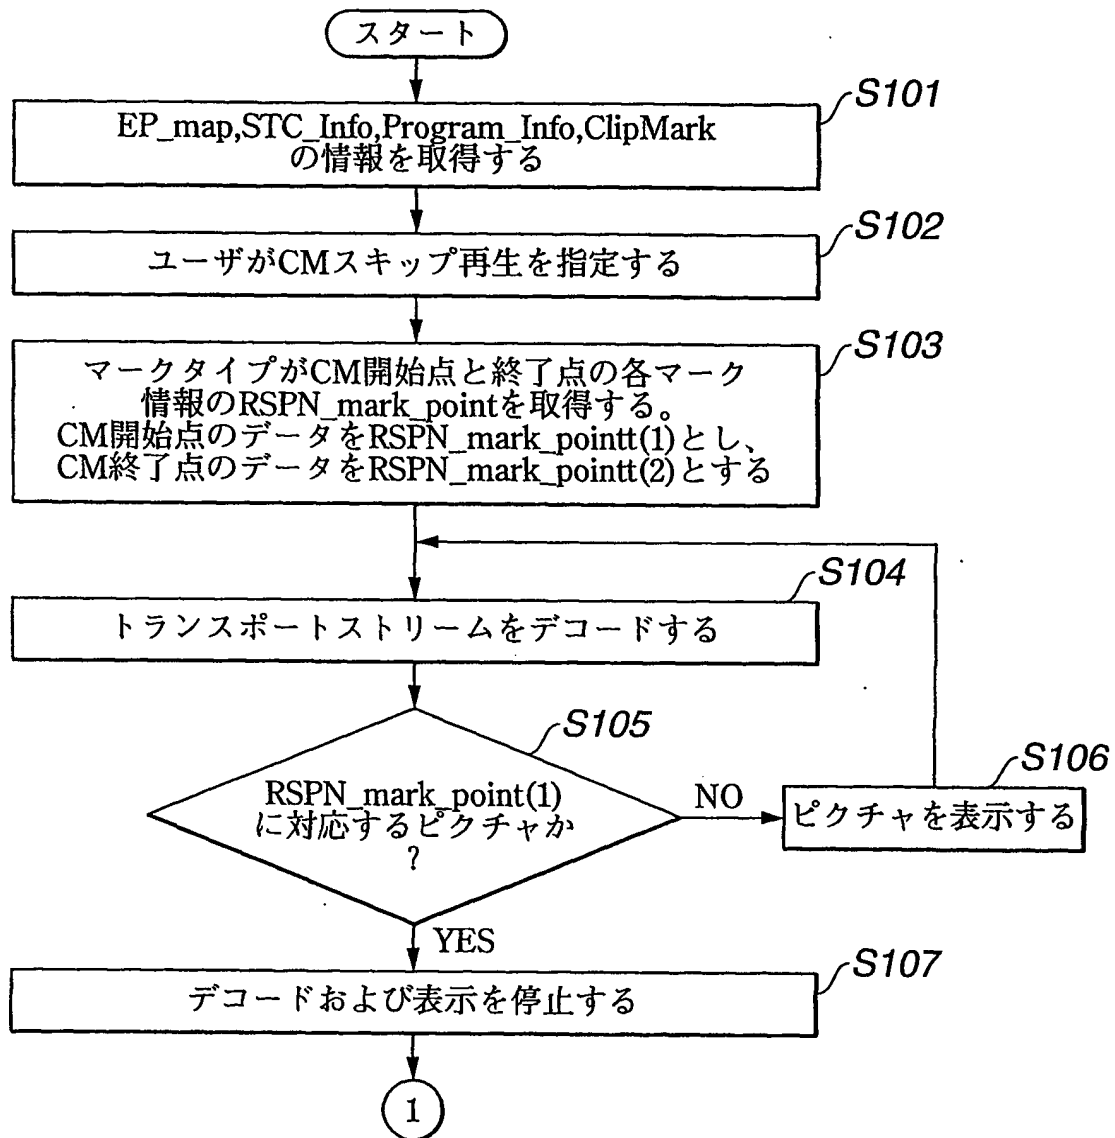 スタート
S101
EP_map,STC_Info,Program_Info,ClipMark
の情報を取得する
S102
ユーザがCMスキップ再生を指定する
S103
マークタイプがCM開始点と終了点の各マーク
情報のRSPN_mark_pointを取得する。
CM開始点のデータをRSPN_mark_pointt(1)とし、
CM終了点のデータをRSPN_mark_pointt(2)とする
S104
トランスポートストリームをデコードする
S105
RSPN_mark_point(1)
に対応するピクチャか
?
NO
S106
ピクチャを表示する
YES
S107
デコードおよび表示を停止する
1